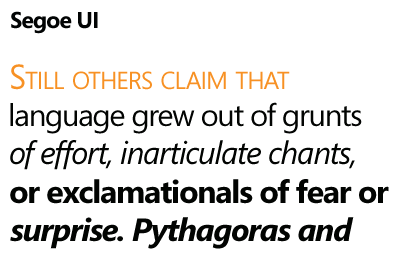 Segoe UI
STILL OTHERS CLAIM THAT
language grew out of grunts
of effort, inarticulate chants,
or exclamationals of fear or
surprise. Pythagoras and